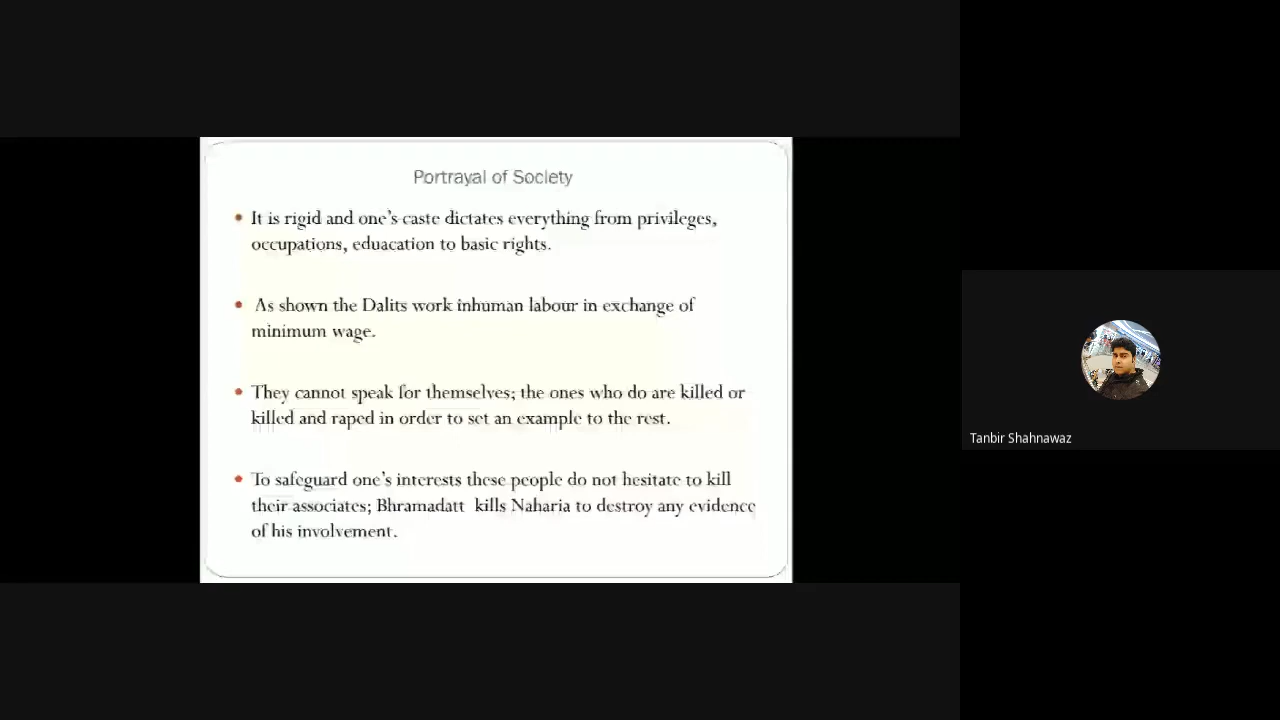 Portrayal of Society
• It is rigid and one's caste dictates everything from privileges,
occupations, eduacation to basic rights.
• As shown the Dalits work inhuman labour in exchange of
minimum wage.
• They cannot speak for themselves; the ones who do are killed or
killed and raped in order to set an example to the rest.
• To safeguard one's interests these people do not hesitate to kill
their associates; Bhramadatt kills Naharia to destroy any evidence
of his involvement.
Tanbir Shahnawaz